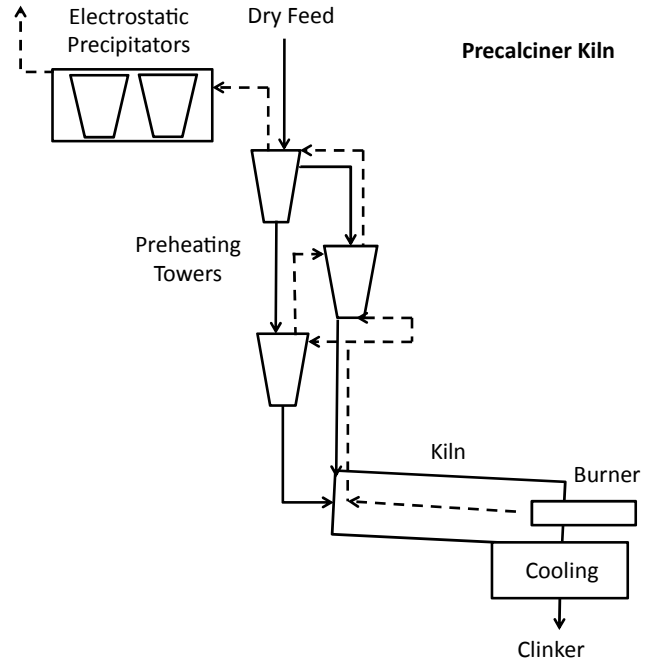 Electrostatic
Precipitators
Dry Feed
Precalciner Kiln
Preheating
Towers
Kiln
Burner
Cooling
Clinker